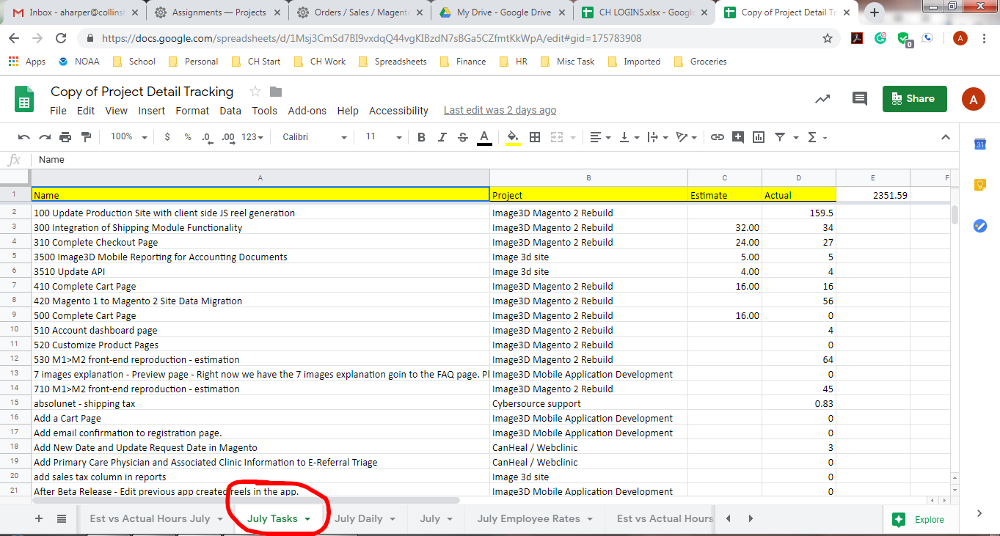 Inbox - aharper@collinsh
Assignments — Projects
Orders / Sales / Magento
My Drive - Google Drive
CH LOGINS.xlsx - Google
Copy of Project Detail Tr
https://docs.google.com/spreadsheets/d/1Msj3CmSd7BI9vxdqQ44vgKIBzdN7sBGa5CZfmtKkWpA/edit#gid=175783908
0
A
Apps NOAA School Personal CH Start CH Work Spreadsheets Finance HR Misc Task Imported Groceries
Copy of Project Detail Tracking
Share
A
File Edit View Insert Format Data Tools Add-ons Help Accessibility Last edit was 2 days ago
100% $ % .0 .00 123 Calibri 11 B I S A
31
fx Name
A B C D E F
1 Name Project Estimate Actual 2351.59
2 100 Update Production Site with client side JS reel generation Image3D Magento 2 Rebuild 159.5
3 300 Integration of Shipping Module Functionality Image3D Magento 2 Rebuild 32.00 34
4 310 Complete Checkout Page Image3D Magento 2 Rebuild 24.00 27
5 3500 Image3D Mobile Reporting for Accounting Documents Image 3d site 5.00 5
6 3510 Update API Image 3d site 4.00 4
7 410 Complete Cart Page Image3D Magento 2 Rebuild 16.00 16
8 420 Magento 1 to Magento 2 Site Data Migration Image3D Magento 2 Rebuild 56
9 500 Complete Cart Page Image3D Magento 2 Rebuild 16.00 0
10 510 Account dashboard page Image3D Magento 2 Rebuild 4
11 520 Customize Product Pages Image3D Magento 2 Rebuild 0
12 530 M1>M2 front-end reproduction - estimation Image3D Magento 2 Rebuild 64
13 7 images explanation - Preview page - Right now we have the 7 images explanation goin to the FAQ page. Pl Image3D Mobile Application Development 0
14 710 M1>M2 front-end reproduction - estimation Image3D Magento 2 Rebuild 45
15 absolunet - shipping tax Cybersource support 0.83
16 Add a Cart Page Image3D Mobile Application Development 0
17 Add email confirmation to registration page. Image3D Mobile Application Development 0
18 Add New Date and Update Request Date in Magento CanHeal / Webclinic 3
19 Add Primary Care Physician and Associated Clinic Information to E-Referral Triage CanHeal / Webclinic 0
20 add sales tax column in reports Image 3d site 0
21 After Beta Release - Edit previous app created reels in the app. Image3D Mobile Application Development 0
Est vs Actual Hours July July Tasks July Daily July July Employee Rates Est vs Actual Hours Explore